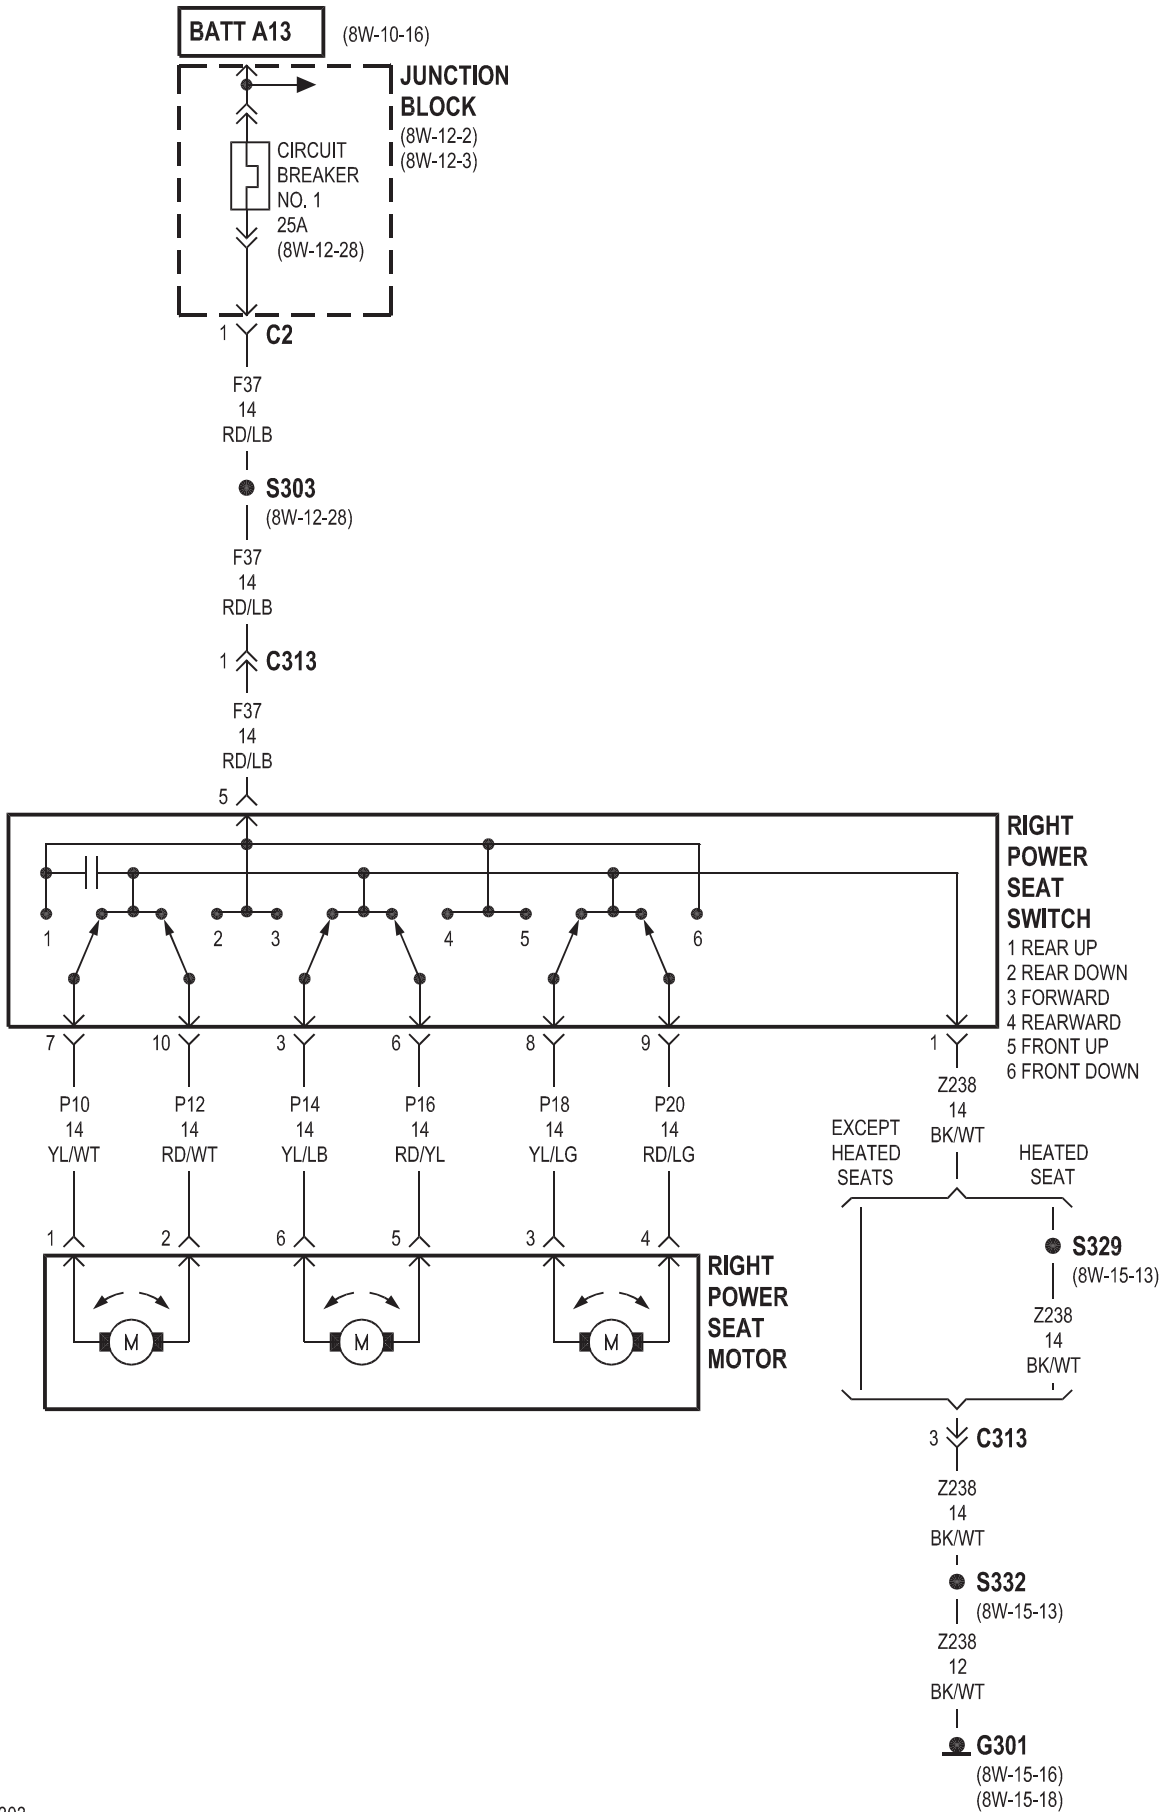 BATT A13
(8W-10-16)
JUNCTION
BLOCK
(8W-12-2)
(8W-12-3)
CIRCUIT
BREAKER
NO. 1
25A
(8W-12-28)
1 C2
F37
14
RD/LB
S303
(8W-12-28)
F37
14
RD/LB
1 C313
F37
14
RD/LB
5
RIGHT
POWER
SEAT
SWITCH
1 REAR UP
2 REAR DOWN
3 FORWARD
4 REARWARD
5 FRONT UP
6 FRONT DOWN
1 2 3 4 5 6
7 10 3 6 8 9 1
P10 P12 P14 P16 P18 P20
14 14 14 14 14 14
YL/WT RD/WT YL/LB RD/YL YL/LG RD/LG
Z238
14
BK/WT
EXCEPT
HEATED
SEATS
HEATED
SEAT
1 2 6 5 3 4
M M M
RIGHT
POWER
SEAT
MOTOR
S329
(8W-15-13)
Z238
14
BK/WT
3 C313
Z238
14
BK/WT
S332
(8W-15-13)
Z238
12
BK/WT
G301
(8W-15-16)
(8W-15-18)